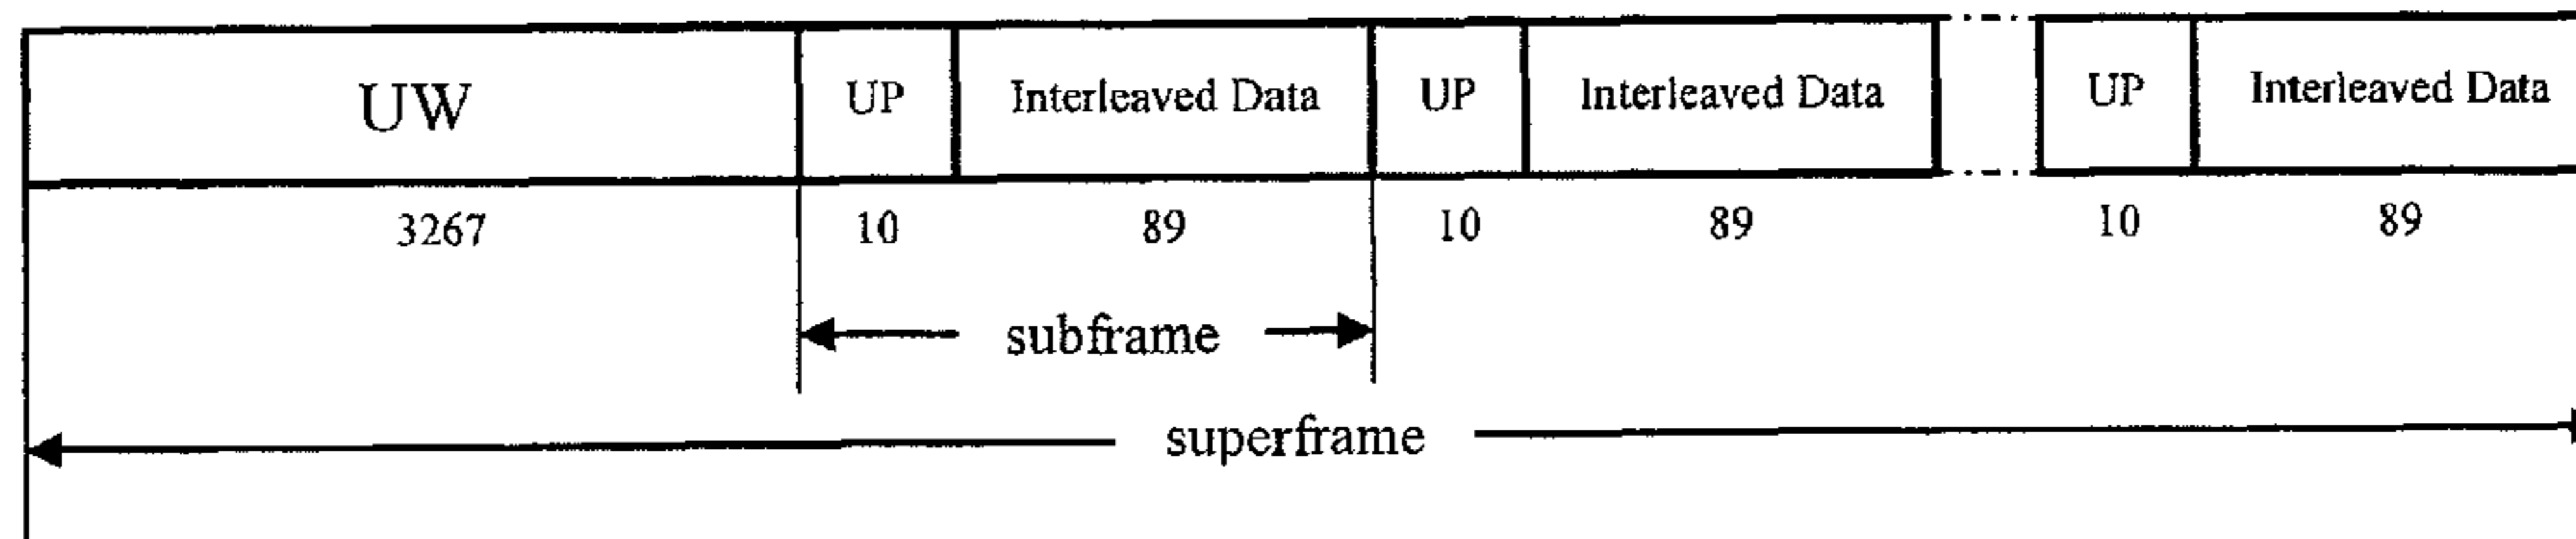 UW UP Interleaved Data UP Interleaved Data UP Interleaved Data
3267 10 89 10 89 10 89
subframe
superframe